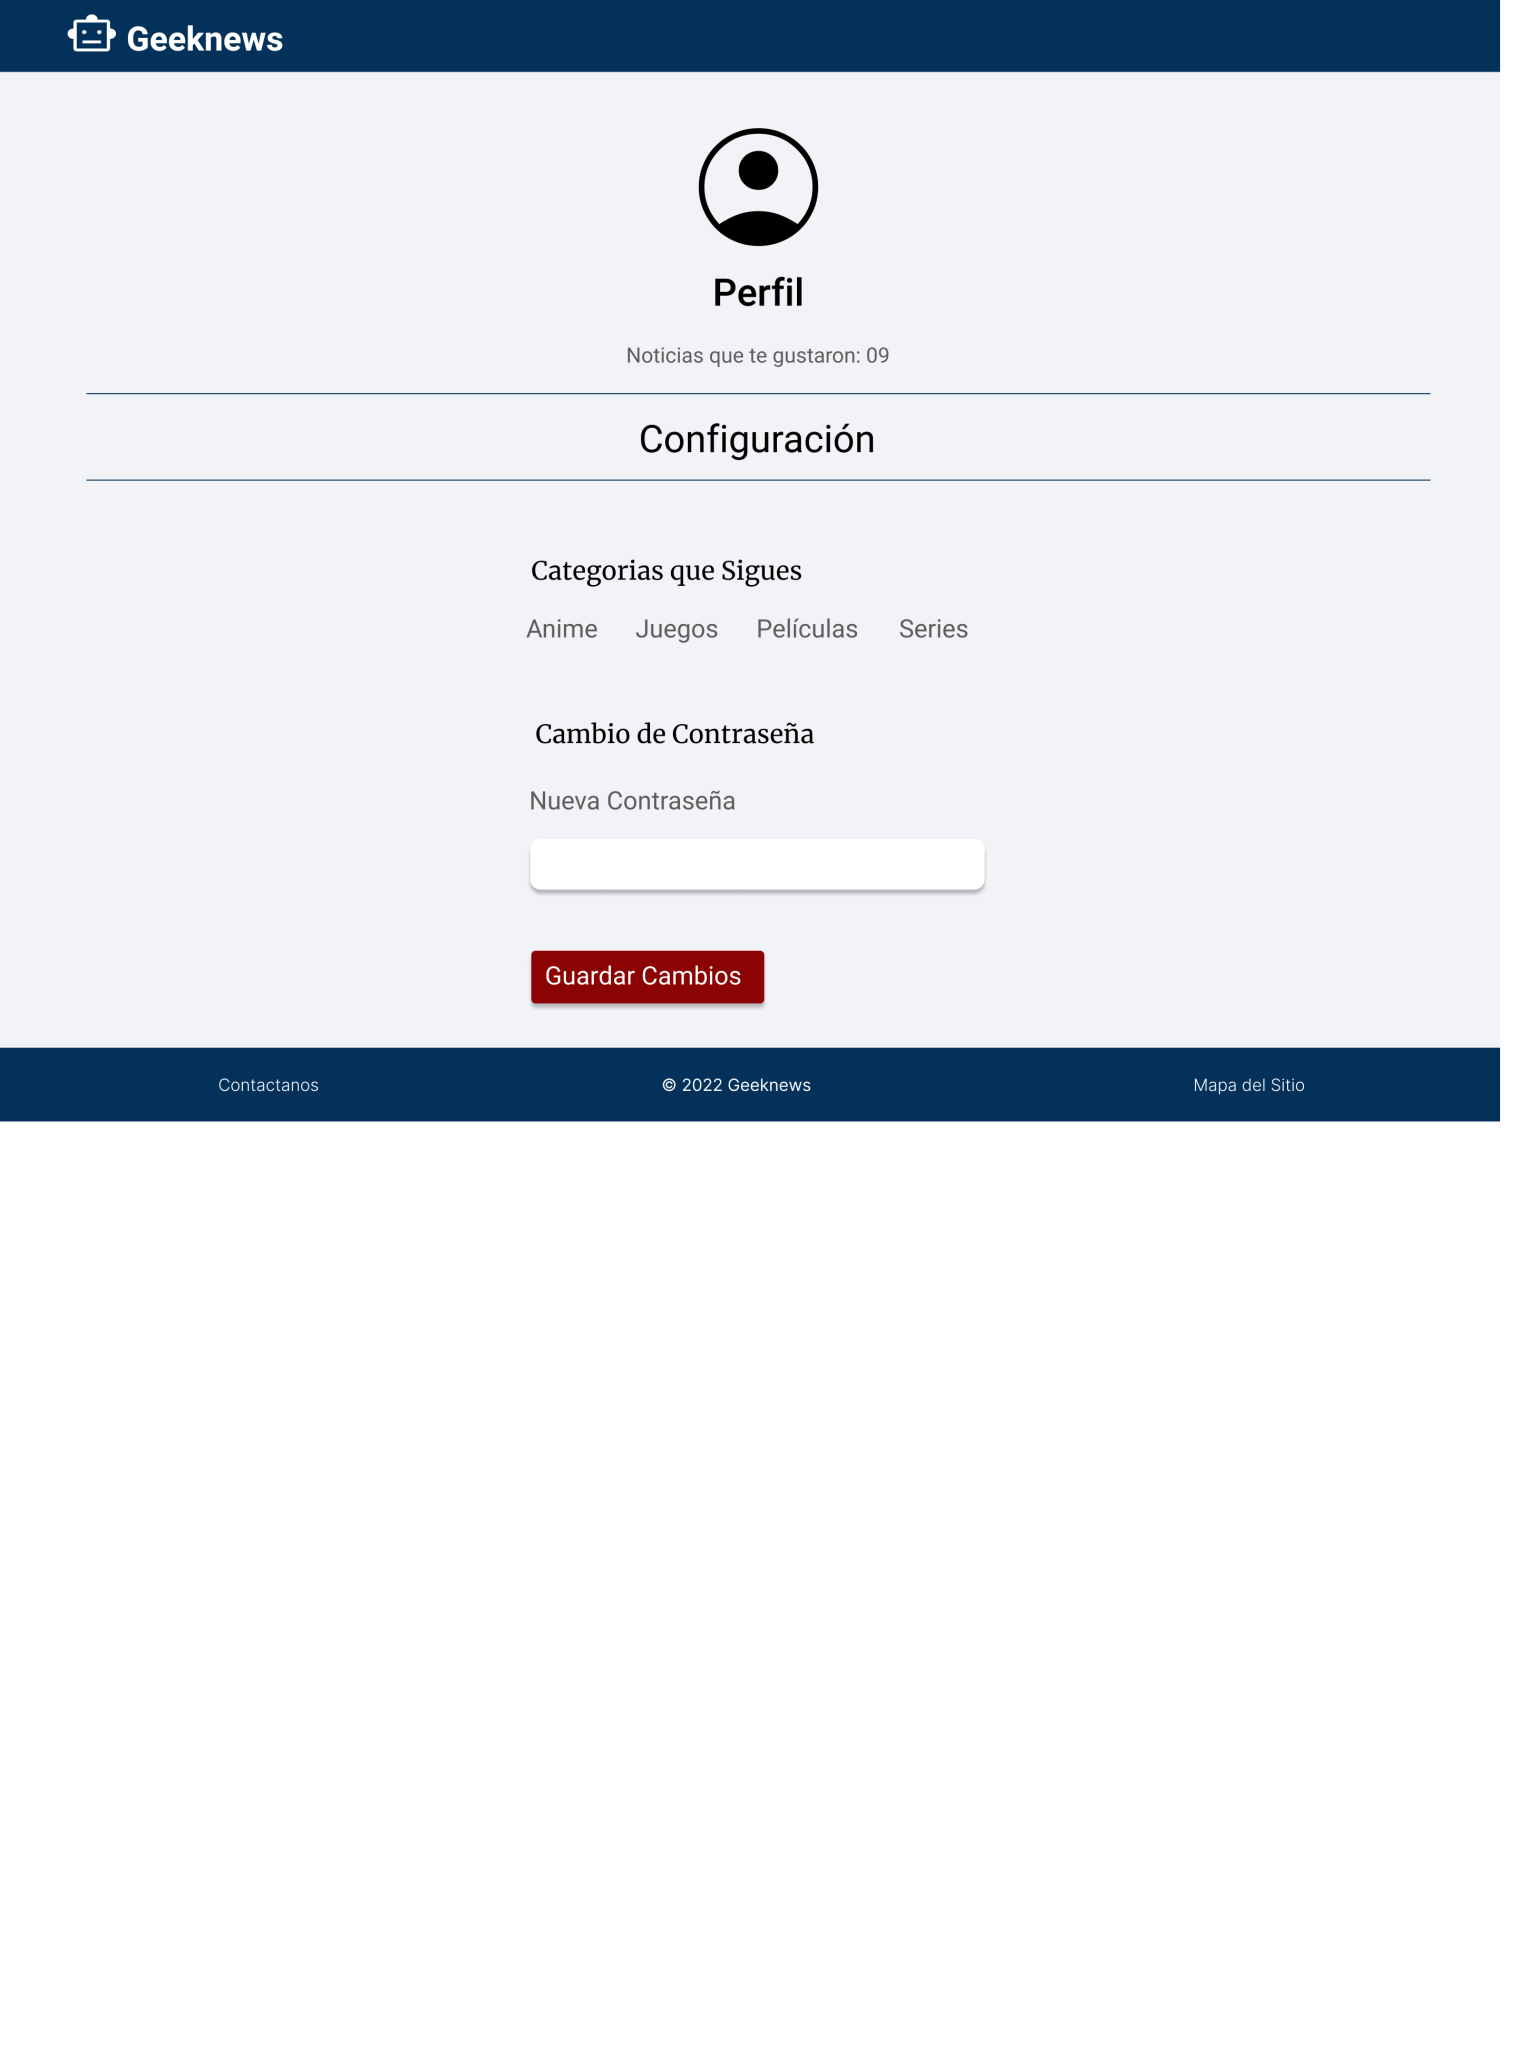 Geeknews
Perfil
Noticias que te gustaron: 09
Configuración
Categorias que Sigues
Anime Juegos Películas Series
Cambio de Contraseña
Nueva Contraseña
Guardar Cambios
Contactanos © 2022 Geeknews Mapa del Sitio